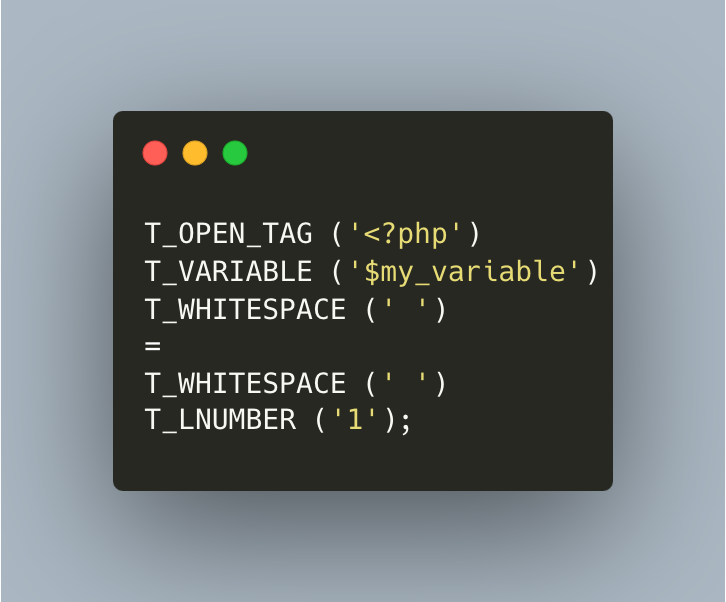 T_OPEN_TAG ('<?php')
T_VARIABLE ('$my_variable')
T_WHITESPACE (' ')
=
T_WHITESPACE (' ')
T_LNUMBER ('1');